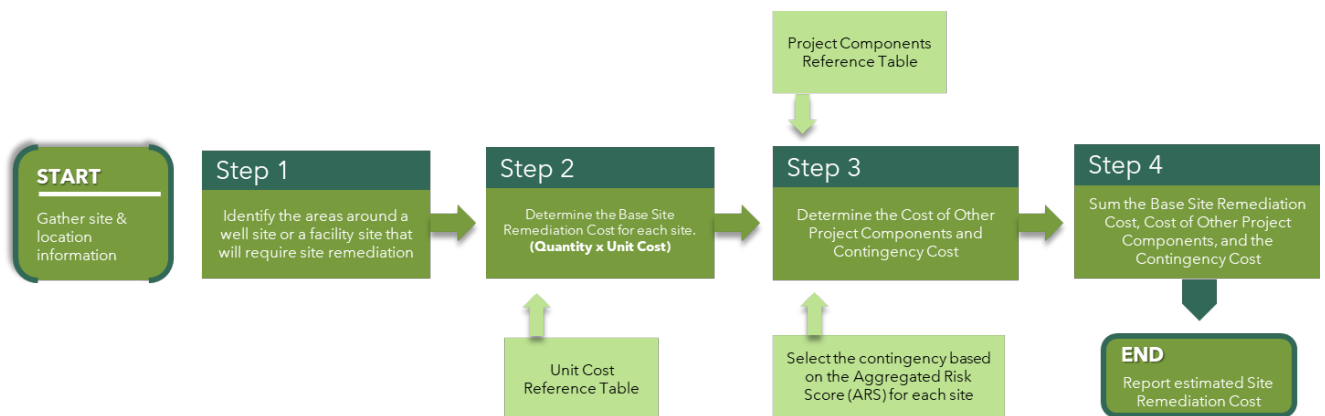 START
Gather site &
location
information
Step 1
Identify the areas around a
well site or a facility site that
will require site remediation
Step 2
Determine the Base Site
Remediation Cost for each site.
(Quantity x Unit Cost)
Unit Cost
Reference Table
Project Components
Reference Table
Step 3
Determine the Cost of Other
Project Components and
Contingency Cost
Select the contingency based
on the Aggregated Risk
Score (ARS) for each site
Step 4
Sum the Base Site Remediation
Cost, Cost of Other Project
Components, and the
Contingency Cost
END
Report estimated Site
Remediation Cost